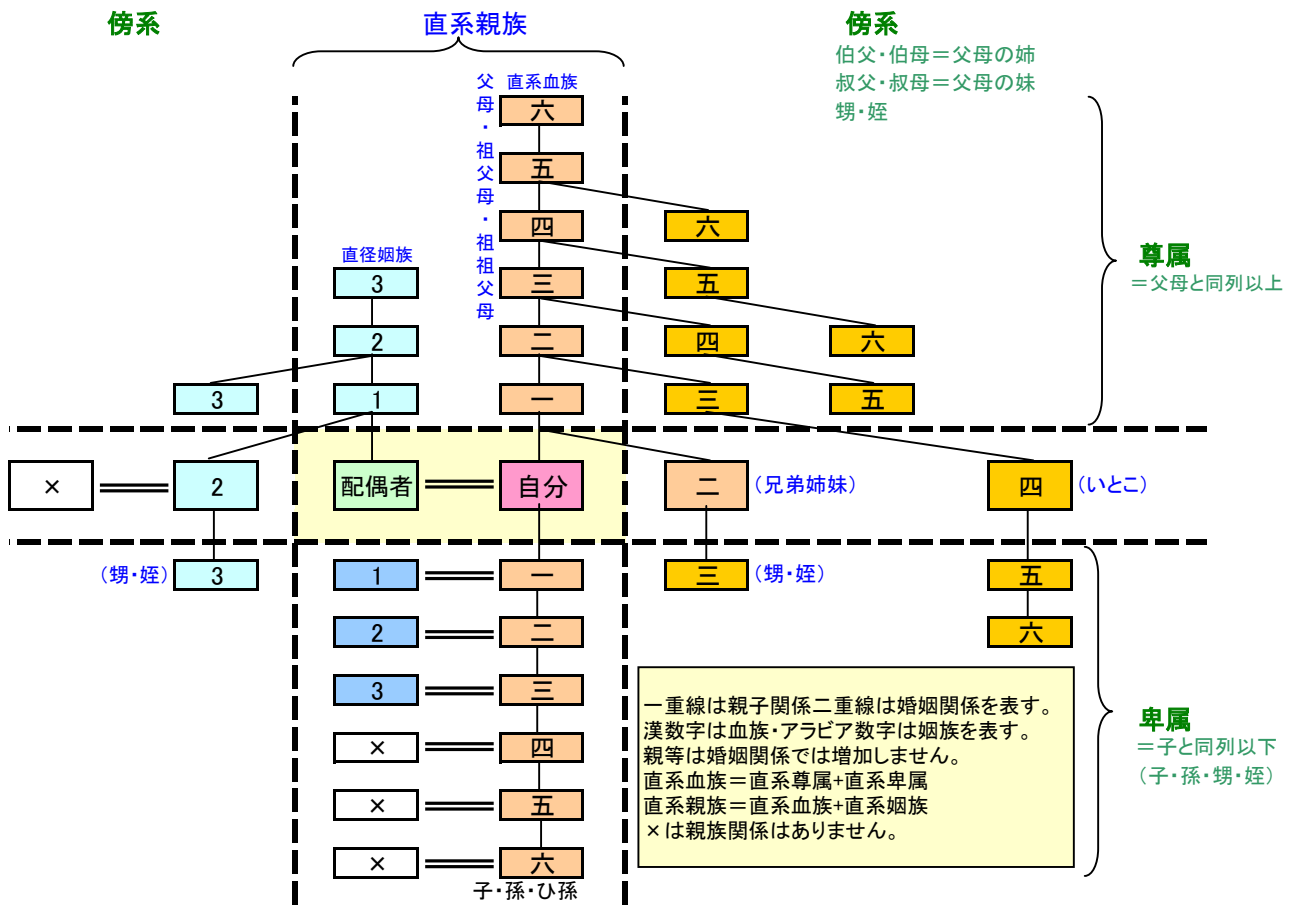 傍系
直系親族
傍系
伯父・伯母＝父母の姉
叔父・叔母＝父母の妹
甥・姪
父母・祖父母・祖祖父母
直系血族
六
五
四
六
直径姻族
3
三
五
尊属
＝父母と同列以上
2
二
四
六
3
1
一
三
五
×
2
配偶者
自分
二
（兄弟姉妹）
四
（いとこ）
（甥・姪）
3
1
一
三
（甥・姪）
五
2
二
六
3
三
×
四
×
五
×
六
子・孫・ひ孫
一重線は親子関係二重線は婚姻関係を表す。
漢数字は血族・アラビア数字は姻族を表す。
親等は婚姻関係では増加しません。
直系血族＝直系尊属+直系卑属
直系親族＝直系血族+直系姻族
×は親族関係はありません。
卑属
＝子と同列以下
（子・孫・甥・姪）